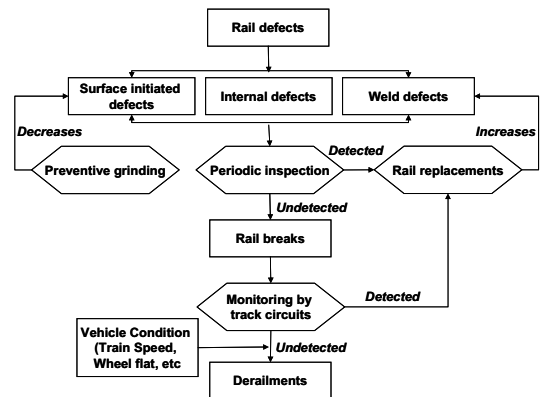 Rail defects
Surface initiated
defects
Internal defects
Weld defects
Decreases
Increases
Detected
Preventive grinding
Periodic inspection
Rail replacements
Undetected
Rail breaks
Monitoring by
track circuits
Detected
Vehicle Condition
(Train Speed,
Wheel flat, etc
Undetected
Derailments